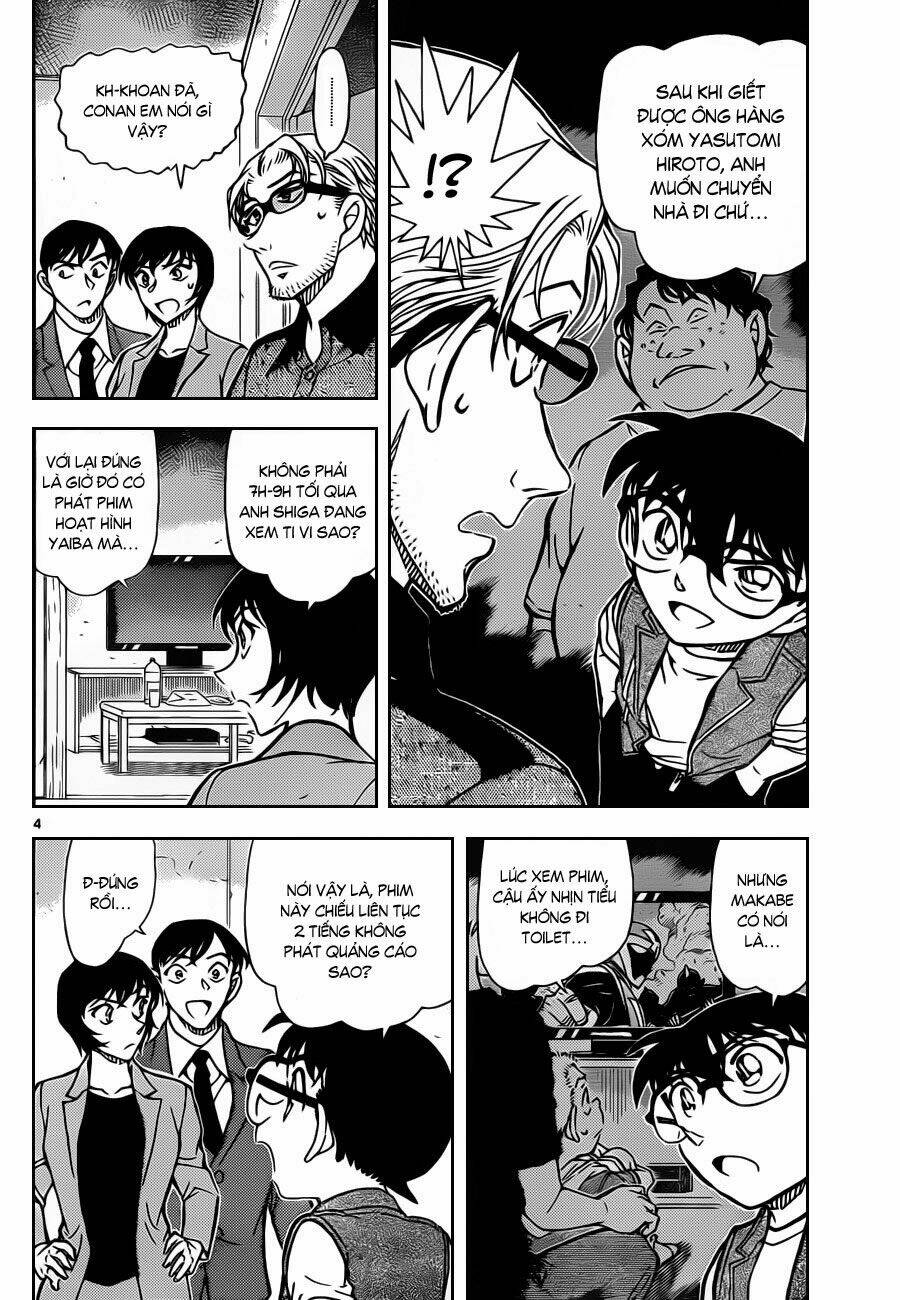 SAU KHI GIẾT
ĐƯỢC ÔNG HÀNG
XÓM YASUTOMI
HIROTO, ANH
MUỐN CHUYỂN
NHÀ ĐI CHỨ...
!?
...........
KH-KHOAN ĐÃ,
CONAN EM NÓI GÌ
VẬY?
KHÔNG PHẢI
7H-9H TỐI QUA
ANH SHIGA ĐANG
XEM TI VI SAO?
VỚI LẠI ĐÚNG
LÀ GIỜ ĐÓ CÓ
PHÁT PHIM
HOẠT HÌNH
YAIBA MÀ...
4
NHƯNG
MAKABE
CÓ NÓI
LÀ...
LÚC XEM PHIM,
CẬU ẤY NHỊN TIỂU
KHÔNG ĐI
TOILET...
NÓI VẬY LÀ, PHIM
NÀY CHIẾU LIÊN TỤC
2 TIẾNG KHÔNG
PHÁT QUẢNG CÁO
SAO?
Đ-ĐÚNG
RỒI...